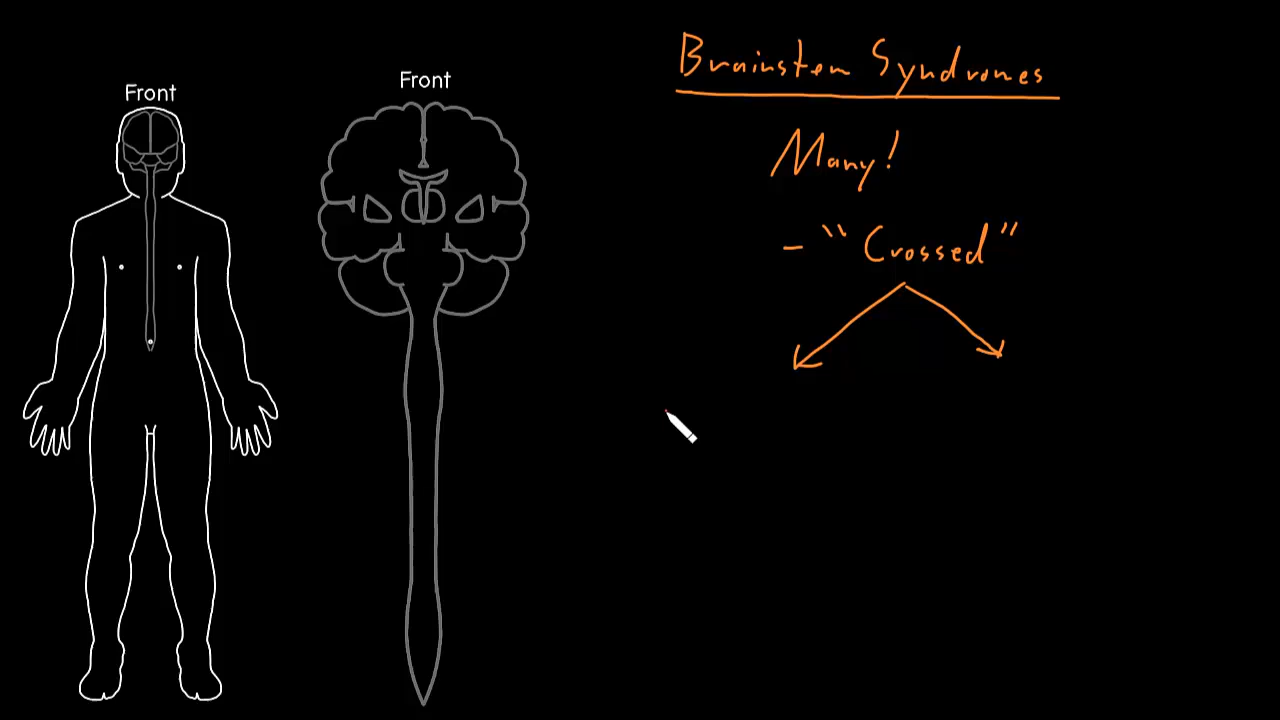 Front
Front
Brainstem Syndromes
Many!
- "Crossed"